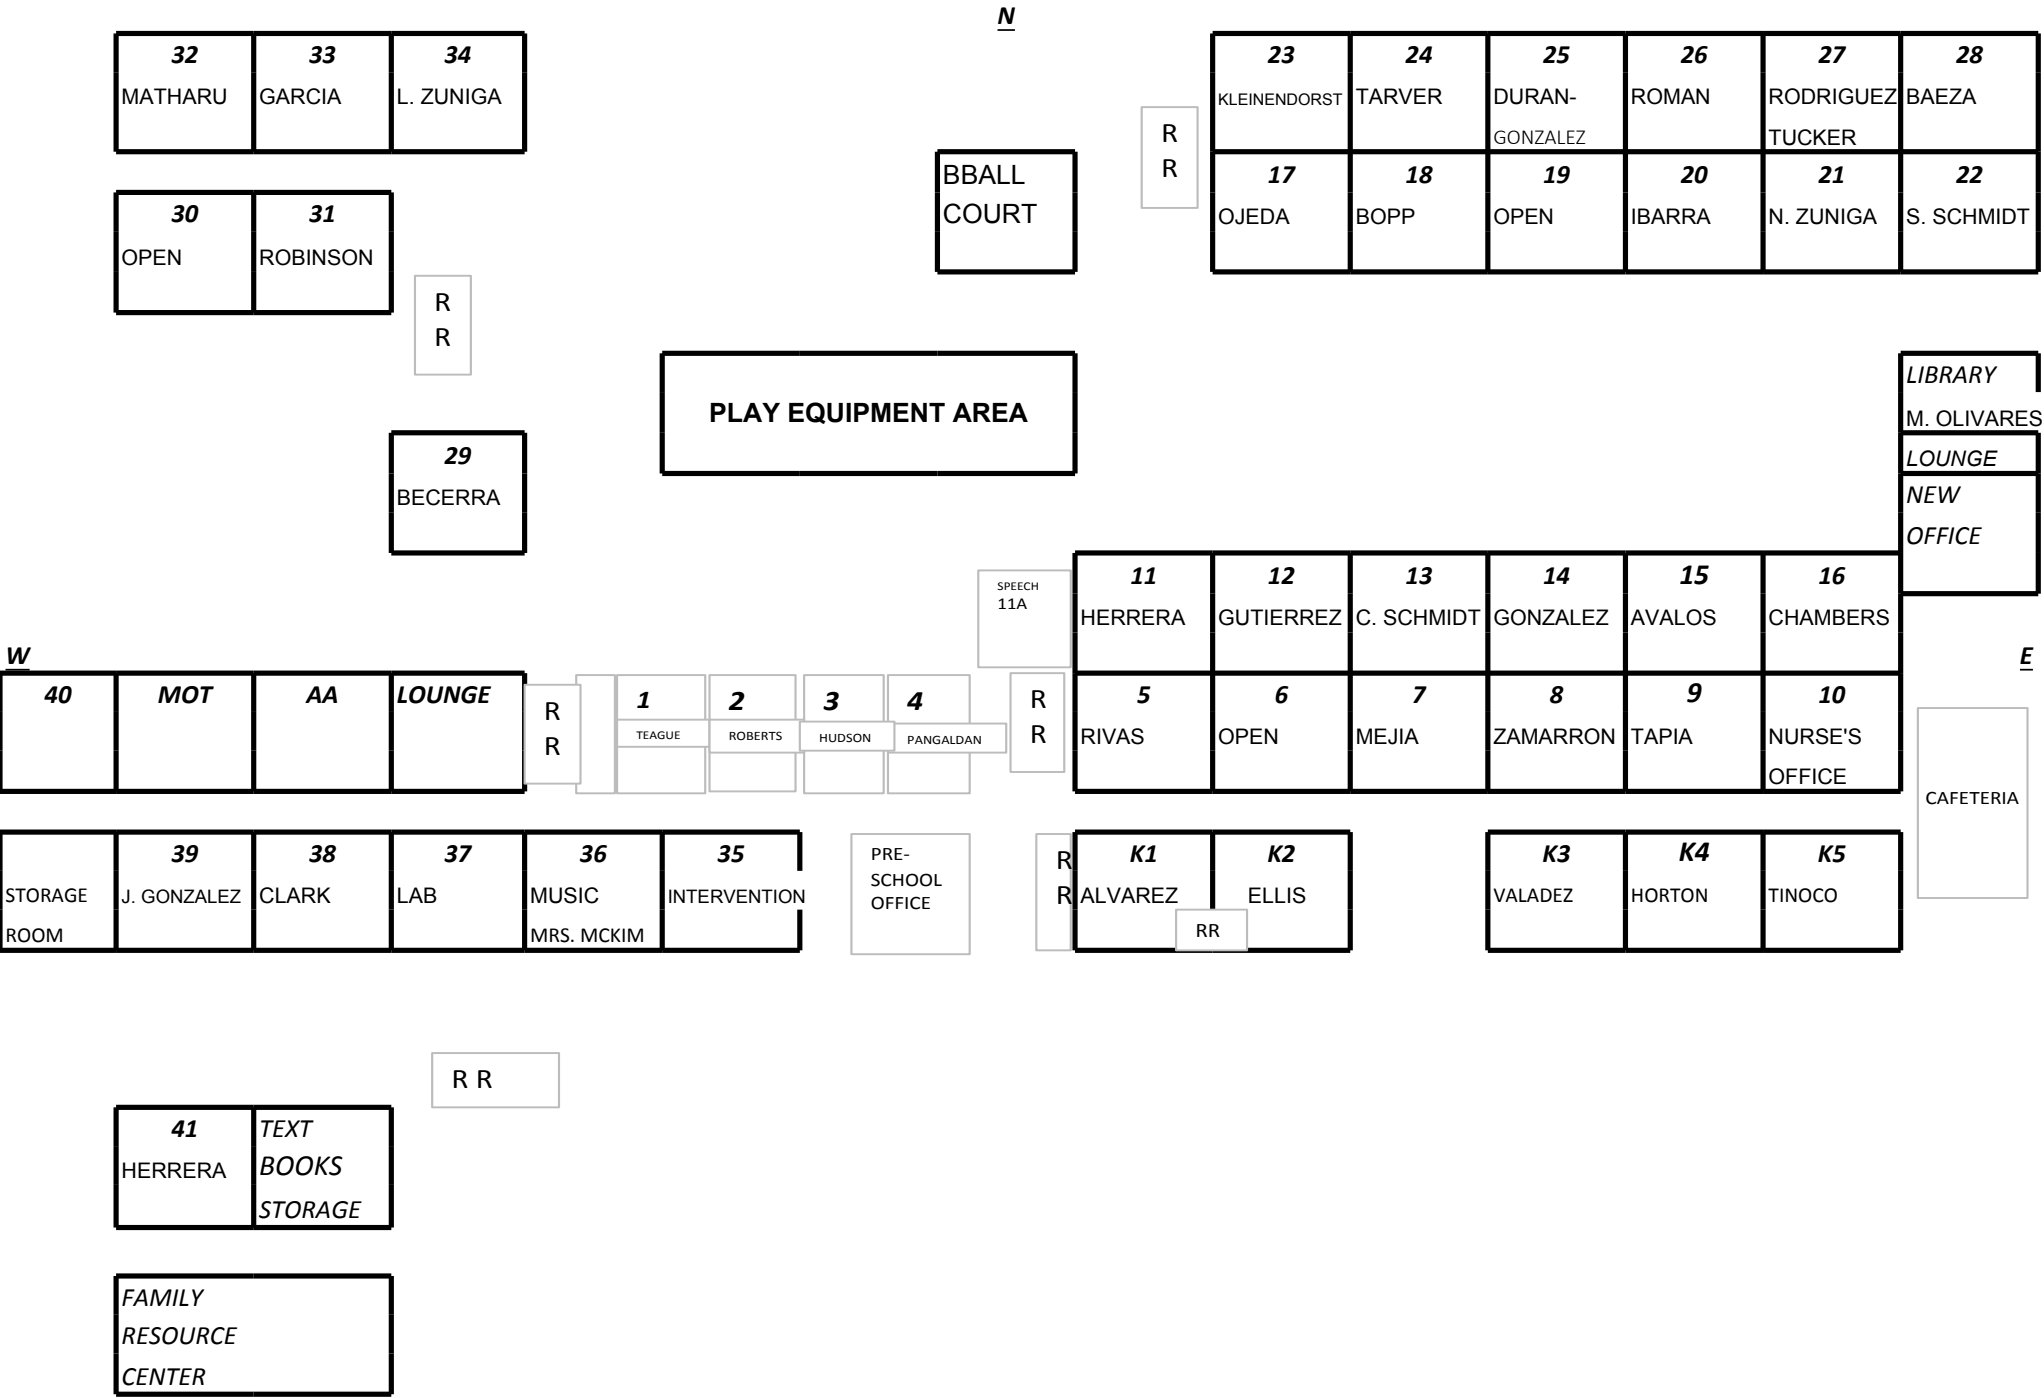 N
32
MATHARU
33
GARCIA
34
L. ZUNIGA
23
KLEINENDORST
24
TARVER
25
DURAN-
GONZALEZ
26
ROMAN
27
RODRIGUEZ
TUCKER
28
BAEZA
R
R
BBALL
COURT
17
OJEDA
18
BOPP
19
OPEN
20
IBARRA
21
N. ZUNIGA
22
S. SCHMIDT
30
OPEN
31
ROBINSON
R
R
PLAY EQUIPMENT AREA
LIBRARY
M. OLIVARES
LOUNGE
NEW
OFFICE
29
BECERRA
SPEECH
11A
11
HERRERA
12
GUTIERREZ
13
C. SCHMIDT
14
GONZALEZ
15
AVALOS
16
CHAMBERS
W
E
40
MOT
AA
LOUNGE
R
R
1
TEAGUE
2
ROBERTS
3
HUDSON
4
PANGALDAN
R
R
5
RIVAS
6
OPEN
7
MEJIA
8
ZAMARRON
9
TAPIA
10
NURSE'S
OFFICE
CAFETERIA
STORAGE
ROOM
39
J. GONZALEZ
38
CLARK
37
LAB
36
MUSIC
MRS. MCKIM
35
INTERVENTION
PRE-
SCHOOL
OFFICE
R
R
K1
ALVAREZ
K2
ELLIS
RR
K3
VALADEZ
K4
HORTON
K5
TINOCO
R R
41
HERRERA
TEXT
BOOKS
STORAGE
FAMILY
RESOURCE
CENTER